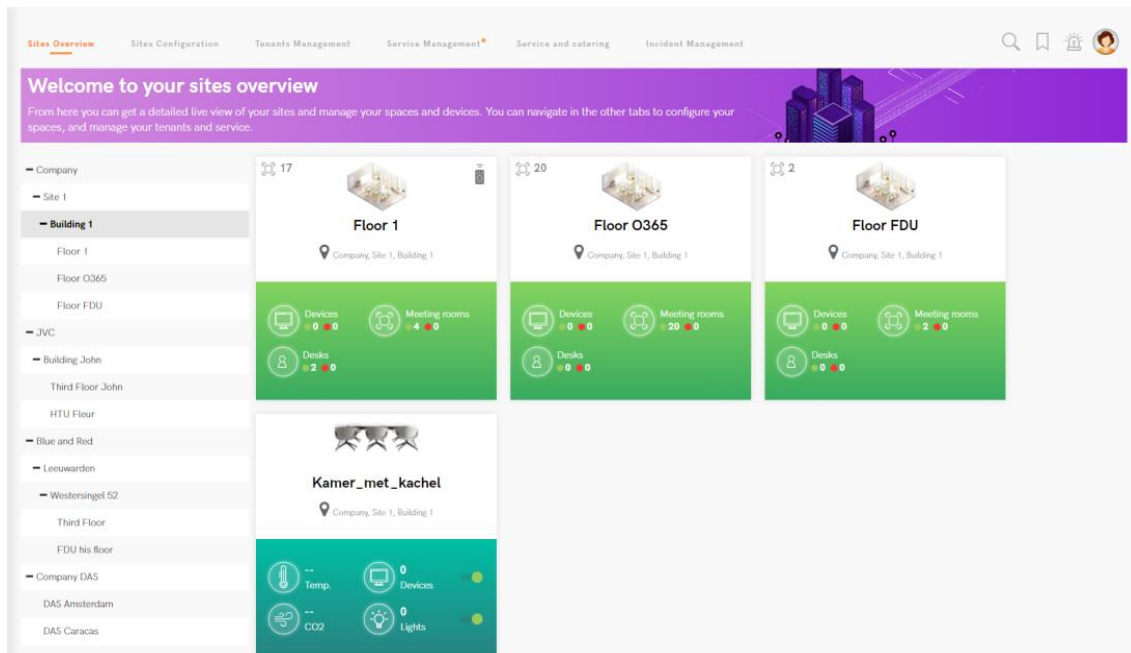 Sites Overview
Sites Configuration
Tenants Management
Service Management
Service and catering
Incident Management
Welcome to your sites overview
From here you can get a detailed live view of your sites and manage your spaces and devices. You can navigate in the other tabs to configure your
spaces, and manage your tenants and service.
Company
Site 1
Building 1
Floor 1
Floor O365
Floor FDU
JVC
Building John
Third Floor John
HTU Fleur
Blue and Red
Leeuwarden
Westersingel 52
Third Floor
FDU his floor
Company DAS
DAS Amsterdam
DAS Caracas
17
Floor 1
Company, Site 1, Building 1
Devices
0 0
Meeting rooms
4 0
Desks
2 0
20
Floor O365
Company, Site 1, Building 1
Devices
0 0
Meeting rooms
20 0
Desks
0 0
2
Floor FDU
Company, Site 1, Building 1
Devices
0 0
Meeting rooms
2 0
Desks
0 0
Kamer_met_kachel
Company, Site 1, Building 1
--
Temp.
0
Devices
--
CO2
0
Lights